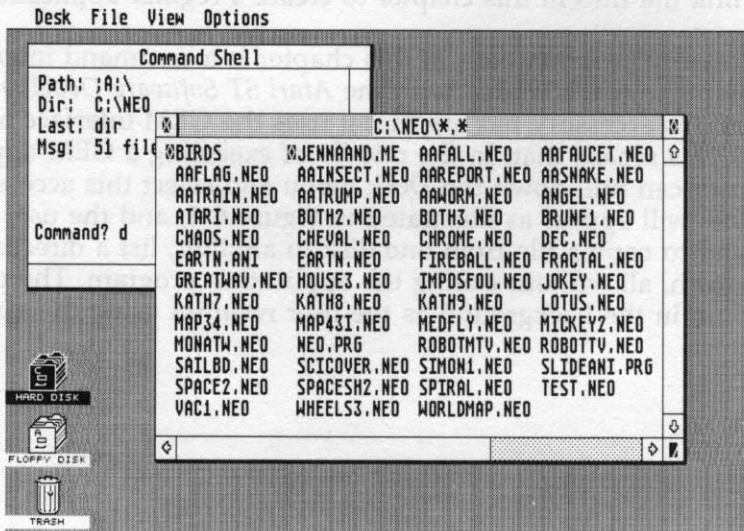 Desk File View Options
Command Shell
Path: ;A:\
Dir: C:\NEO
Last: dir
Msg: 51 file
Command? d
C:\NEO\*.*
BIRDS JENNAAND.ME AAFALL.NEO AAFAUCET.NEO
AAFLAG.NEO AAINSECT.NEO AAREPORT.NEO AASNAKE.NEO
AATRAIN.NEO AATRUMP.NEO AAWORM.NEO ANGEL.NEO
ATARI.NEO BOTH2.NEO BOTH3.NEO BRUNE1.NEO
CHAOS.NEO CHEVAL.NEO CHROME.NEO DEC.NEO
EARTH.ANI EARTH.NEO FIREBALL.NEO FRACTAL.NEO
GREATWAV.NEO HOUSEZ.NEO IMPOSFOU.NEO JOKEY.NEO
KATH7.NEO KATH8.NEO KATH9.NEO LOTUS.NEO
MAP34.NEO MAP43I.NEO MEDFLY.NEO MICKEY2.NEO
MONATW.NEO NEO.PRG ROBOTMTV.NEO ROBOTTV.NEO
SAILBD.NEO SCICOVER.NEO SIMON1.NEO SLIDEANI.PRG
SPACE2.NEO SPACESH2.NEO SPIRAL.NEO TEST.NEO
VAC1.NEO WHEELS3.NEO WORLDMAP.NEO
C
HARD DISK
A
FLOPPY DISK
TRASH